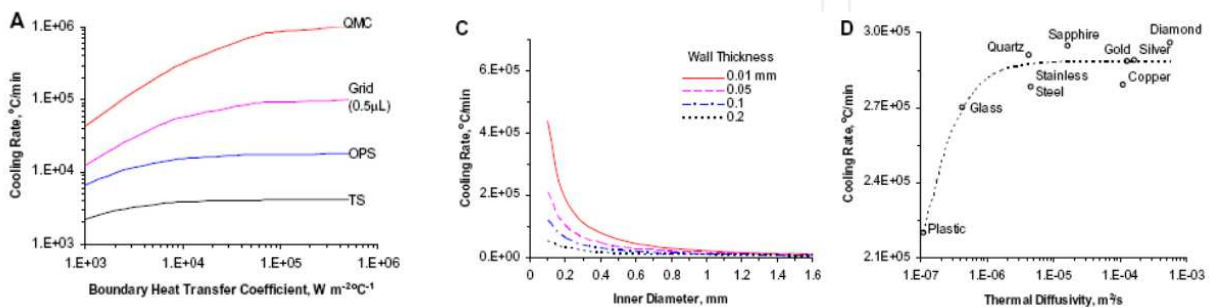 A
Cooling Rate, °C/min
1.E+06
1.E+05
1.E+04
1.E+03
QMC
Grid
(0.5µL)
OPS
TS
1.E+03
1.E+04
1.E+05
1.E+06
Boundary Heat Transfer Coefficient, W m⁻²°C⁻¹
C
Cooling Rate, °C/min
6.E+05
4.E+05
2.E+05
0.E+00
Wall Thickness
0.01 mm
0.05
0.1
0.2
0
0.2
0.4
0.6
0.8
1
1.2
1.4
1.6
Inner Diameter, mm
D
Cooling Rate, °C/min
3.0E+05
2.7E+05
2.4E+05
2.1E+05
Diamond
Sapphire
Quartz
Gold
Silver
Stainless
Steel
Copper
Glass
Plastic
1.E-07
1.E-06
1.E-05
1.E-04
1.E-03
Thermal Diffusivity, m²/s